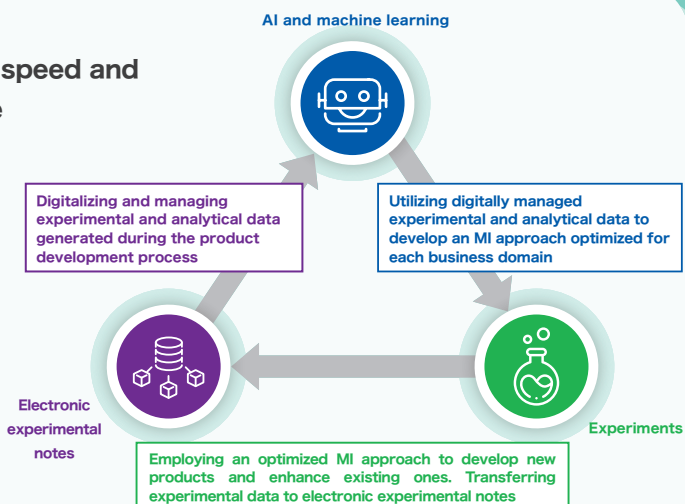 AI and machine learning
speed and
Digitalizing and managing
experimental and analytical data
generated during the product
development process
Utilizing digitally managed
experimental and analytical data to
develop an MI approach optimized for
each business domain
Electronic
experimental
notes
Experiments
Employing an optimized MI approach to develop new
products and enhance existing ones. Transferring
experimental data to electronic experimental notes